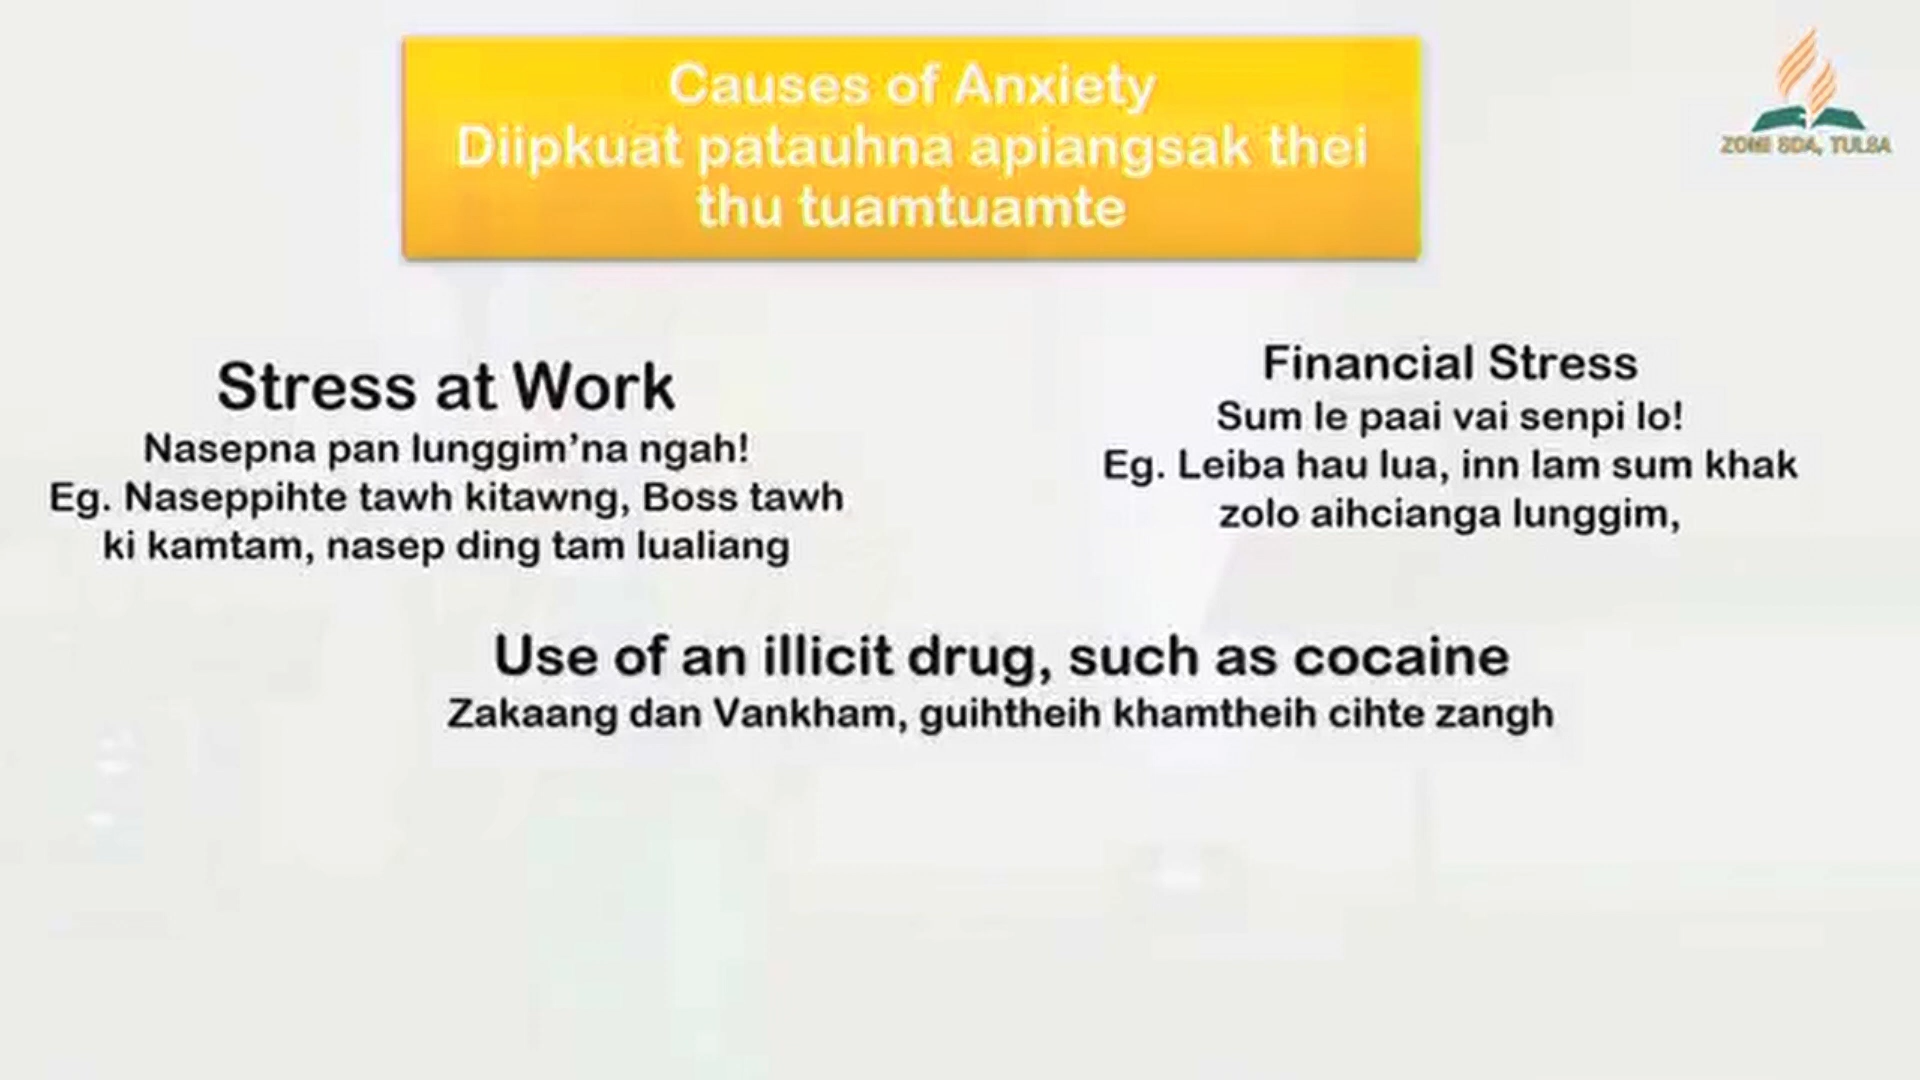 Causes of Anxiety
Diipkuat patauhna apiangsak thei
thu tuamtuamte
ZOMI SDA, TULSA
Stress at Work
Nasepna pan lunggim’na ngah!
Eg. Naseppihte tawh kitawng, Boss tawh
ki kamtam, nasep ding tam lualiang
Financial Stress
Sum le paai vai senpi lo!
Eg. Leiba hau lua, inn lam sum khak
zolo aihcianga lunggim,
Use of an illicit drug, such as cocaine
Zakaang dan Vankham, guihtheih khamtheih cihte zangh